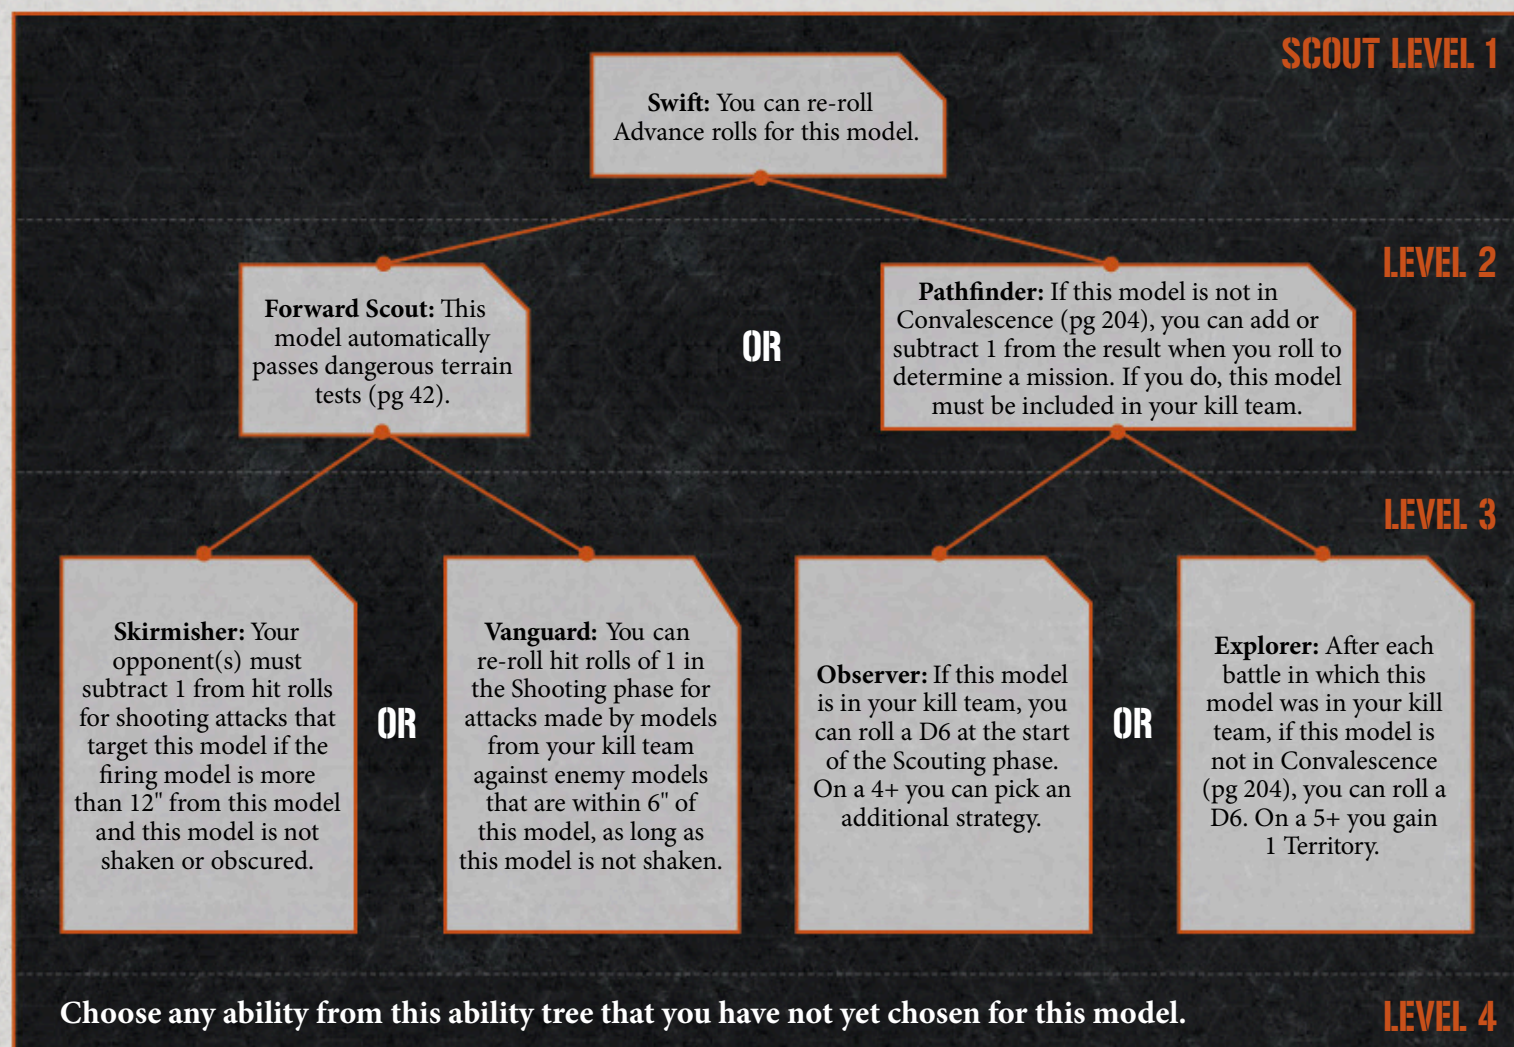 SCOUT LEVEL 1
Swift: You can re-roll
Advance rolls for this model.
LEVEL 2
Forward Scout: This
model automatically
passes dangerous terrain
tests (pg 42).
OR
Pathfinder: If this model is not in
Convalescence (pg 204), you can add or
subtract 1 from the result when you roll to
determine a mission. If you do, this model
must be included in your kill team.
LEVEL 3
Skirmisher: Your
opponent(s) must
subtract 1 from hit rolls
for shooting attacks that
target this model if the
firing model is more
than 12" from this model
and this model is not
shaken or obscured.
OR
Vanguard: You can
re-roll hit rolls of 1 in
the Shooting phase for
attacks made by models
from your kill team
against enemy models
that are within 6" of
this model, as long as
this model is not shaken.
Observer: If this model
is in your kill team, you
can roll a D6 at the start
of the Scouting phase.
On a 4+ you can pick an
additional strategy.
OR
Explorer: After each
battle in which this
model was in your kill
team, if this model is
not in Convalescence
(pg 204), you can roll a
D6. On a 5+ you gain
1 Territory.
Choose any ability from this ability tree that you have not yet chosen for this model.
LEVEL 4